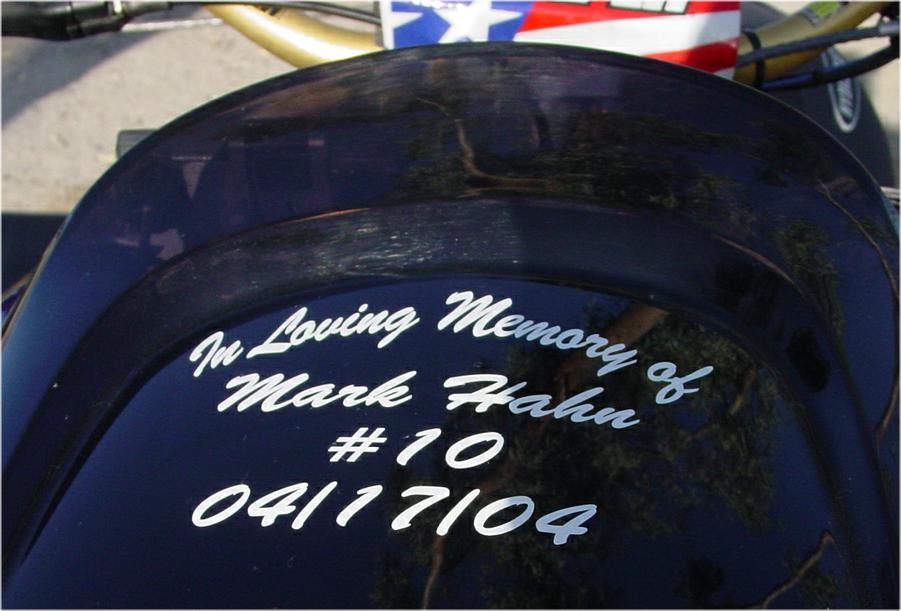 In Loving Memory of
Mark Hahn
#10
04/17/04